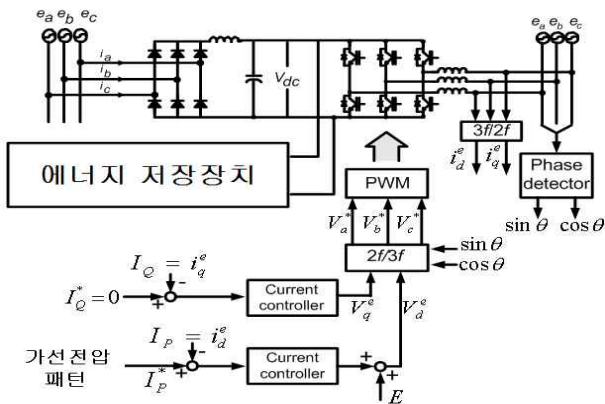 e_a e_b e_c
i_a
i_b
i_c
V_dc
e_a e_b e_c
3f/2f
i_d^e i_q^e
Phase detector
sin θ cos θ
에너지 저장장치
PWM
V_a^* V_b^* V_c^*
2f/3f
sin θ
cos θ
I_Q = i_q^e
-
I_Q^* = 0
+
Current controller
V_q^e V_d^e
I_P = i_d^e
-
가선전압 패턴
I_P^*
+
Current controller
+
+
E